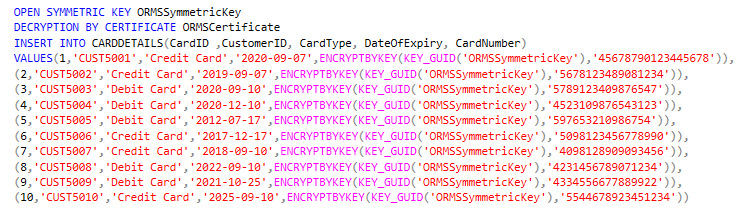 OPEN SYMMETRIC KEY ORMSSymmetricKey
DECRYPTION BY CERTIFICATE ORMSCertificate
INSERT INTO CARDDETAILS(CardID ,CustomerID, CardType, DateOfExpiry, CardNumber)
VALUES(1,'CUST5001','Credit Card','2020-09-07',ENCRYPTBYKEY(KEY_GUID('ORMSSymmetricKey'),'45678790123445678')),
(2,'CUST5002','Credit Card','2019-09-07',ENCRYPTBYKEY(KEY_GUID('ORMSSymmetricKey'),'5678123489081234')),
(3,'CUST5003','Debit Card','2020-09-10',ENCRYPTBYKEY(KEY_GUID('ORMSSymmetricKey'),'5789123409876547')),
(4,'CUST5004','Debit Card','2020-12-10',ENCRYPTBYKEY(KEY_GUID('ORMSSymmetricKey'),'4523109876543123')),
(5,'CUST5005','Debit Card','2012-07-17',ENCRYPTBYKEY(KEY_GUID('ORMSSymmetricKey'),'597653210986754')),
(6,'CUST5006','Credit Card','2017-12-17',ENCRYPTBYKEY(KEY_GUID('ORMSSymmetricKey'),'5098123456778990')),
(7,'CUST5007','Credit Card','2018-09-10',ENCRYPTBYKEY(KEY_GUID('ORMSSymmetricKey'),'4098128909093456')),
(8,'CUST5008','Debit Card','2022-09-10',ENCRYPTBYKEY(KEY_GUID('ORMSSymmetricKey'),'4231456789071234')),
(9,'CUST5009','Debit Card','2021-10-25',ENCRYPTBYKEY(KEY_GUID('ORMSSymmetricKey'),'4334556677889922')),
(10,'CUST5010','Credit Card','2025-09-10',ENCRYPTBYKEY(KEY_GUID('ORMSSymmetricKey'),'5544678923451234'))